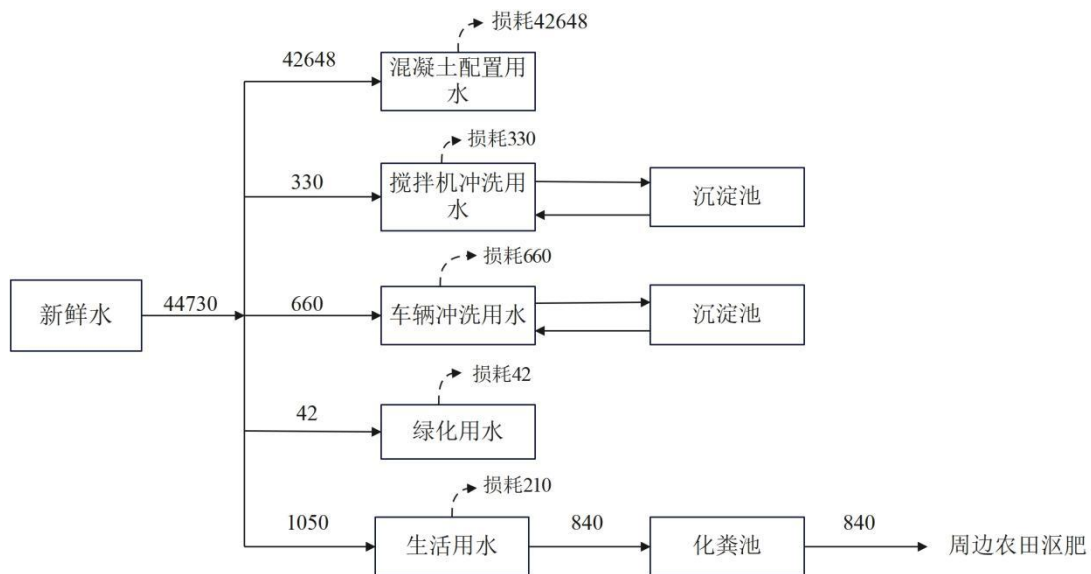 损耗42648
42648
混凝土配置用
水
损耗330
330
搅拌机冲洗用
水
沉淀池
损耗660
新鲜水
44730
660
车辆冲洗用水
沉淀池
损耗42
42
绿化用水
损耗210
1050
生活用水
840
化粪池
840
周边农田沤肥